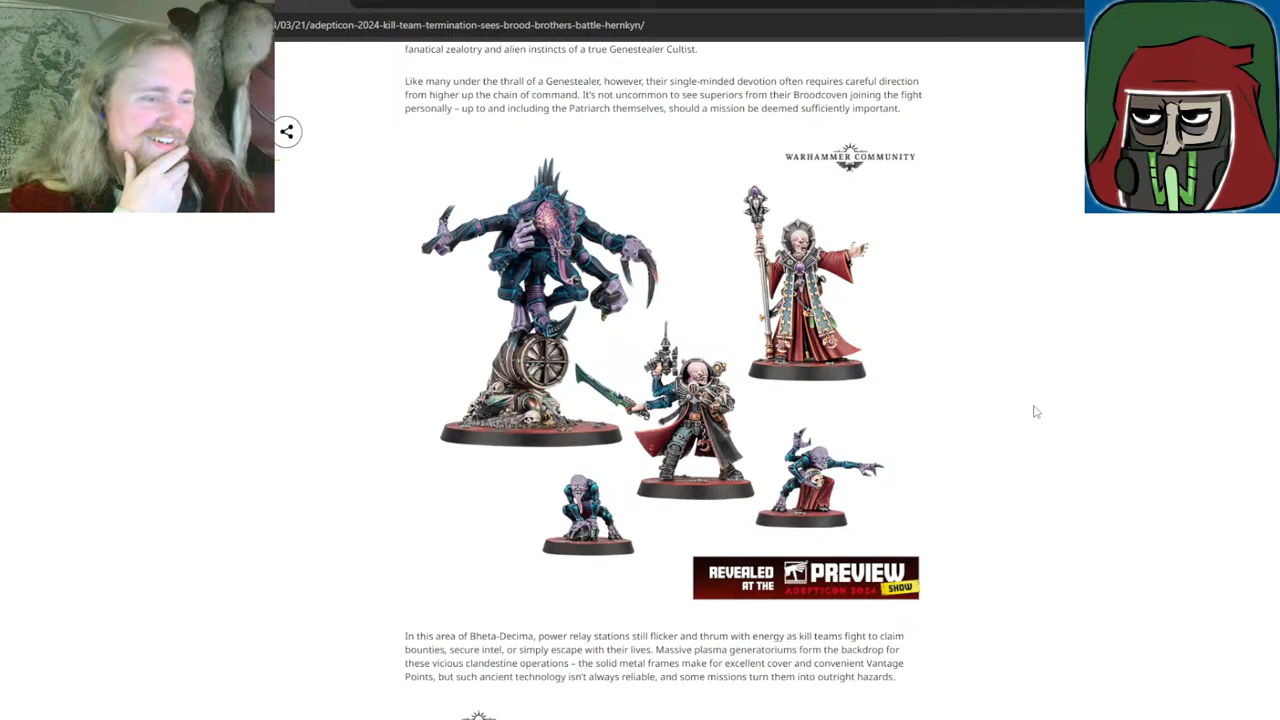 4/03/21/adepticon-2024-kill-team-termination-sees-brood-brothers-battle-hernkyn/
fanatical zealotry and alien instincts of a true Genestealer Cultist.
Like many under the thrall of a Genestealer, however, their single-minded devotion often requires careful direction
from higher up the chain of command. It's not uncommon to see superiors from their Broodcoven joining the fight
personally – up to and including the Patriarch themselves, should a mission be deemed sufficiently important.
WARHAMMER COMMUNITY
REVEALED
AT THE
PREVIEW
ADEPTICON 2024
SHOW
In this area of Bheta-Decima, power relay stations still flicker and thrum with energy as kill teams fight to claim
bounties, secure intel, or simply escape with their lives. Massive plasma generatoriums form the backdrop for
these vicious clandestine operations – the solid metal frames make for excellent cover and convenient Vantage
Points, but such ancient technology isn't always reliable, and some missions turn them into outright hazards.